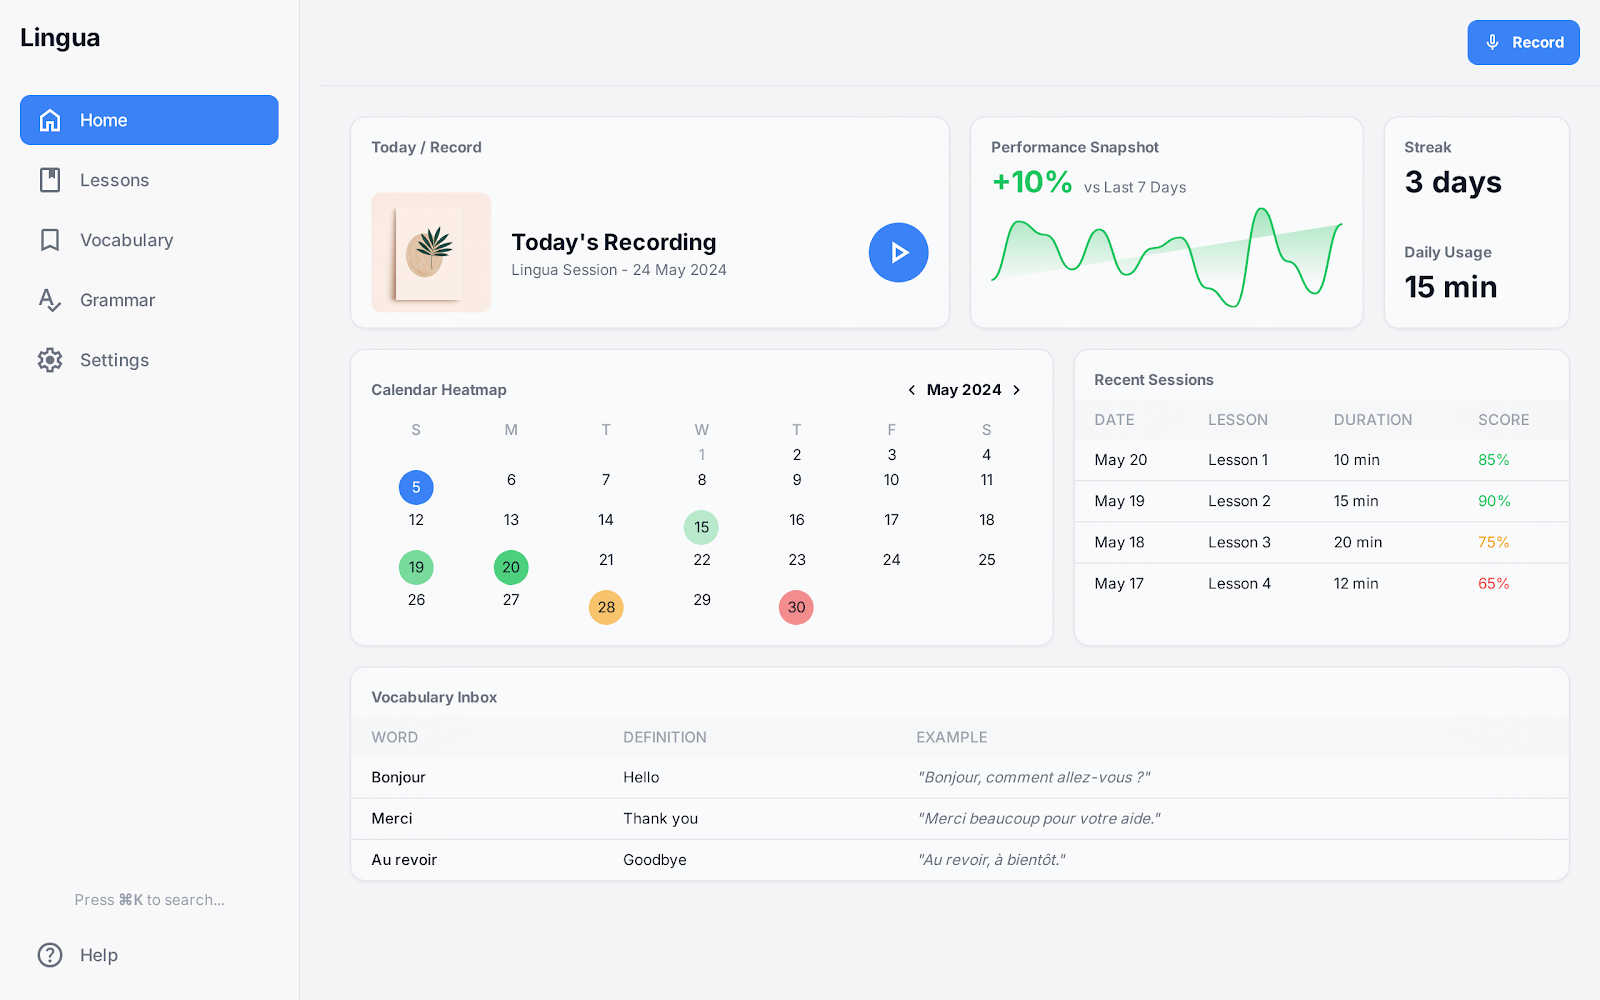 Lingua
Record
Home
Lessons
Vocabulary
Grammar
Settings
Press ⌘K to search...
Help
Today / Record
Today's Recording
Lingua Session - 24 May 2024
Performance Snapshot
+10% vs Last 7 Days
Streak
3 days
Daily Usage
15 min
Calendar Heatmap
May 2024
S M T W T F S
1 2 3 4
5 6 7 8 9 10 11
12 13 14 15 16 17 18
19 20 21 22 23 24 25
26 27 28 29 30
Recent Sessions
DATE LESSON DURATION SCORE
May 20 Lesson 1 10 min 85%
May 19 Lesson 2 15 min 90%
May 18 Lesson 3 20 min 75%
May 17 Lesson 4 12 min 65%
Vocabulary Inbox
WORD DEFINITION EXAMPLE
Bonjour Hello "Bonjour, comment allez-vous ?"
Merci Thank you "Merci beaucoup pour votre aide."
Au revoir Goodbye "Au revoir, à bientôt."